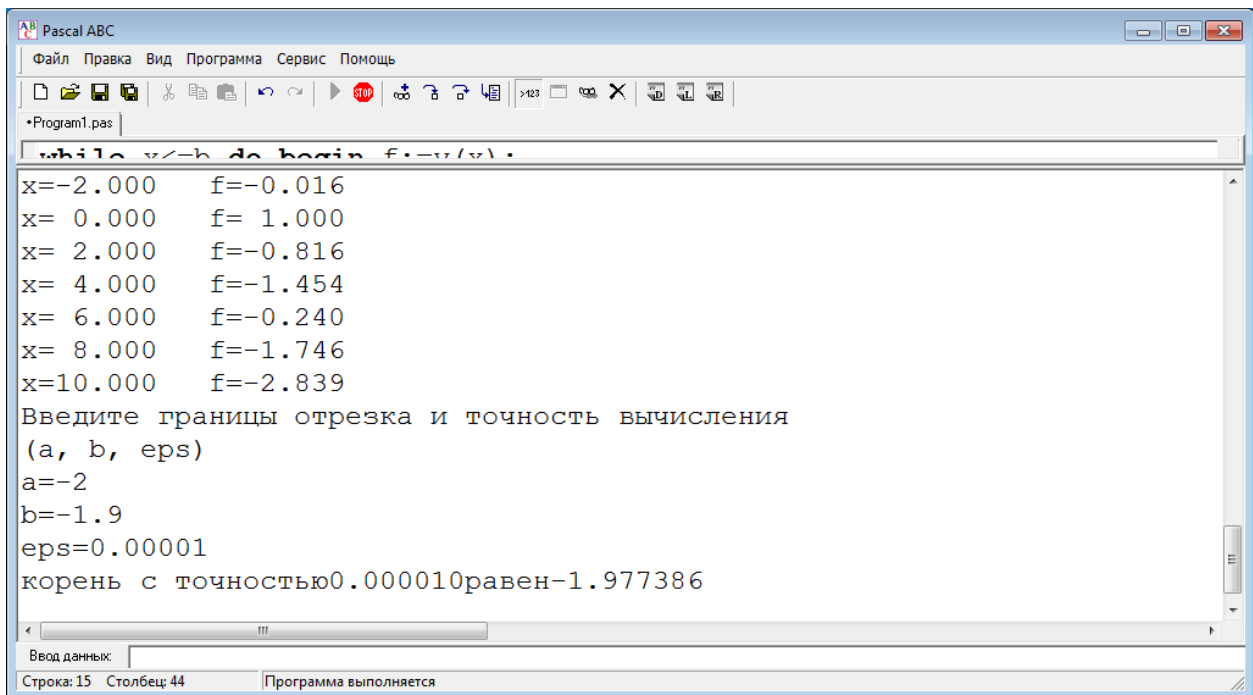 Pascal ABC
Файл Правка Вид Программа Сервис Помощь
•Program1.pas
while x<=b do begin f:=y(x);
x=-2.000 f=-0.016
x= 0.000 f= 1.000
x= 2.000 f=-0.816
x= 4.000 f=-1.454
x= 6.000 f=-0.240
x= 8.000 f=-1.746
x=10.000 f=-2.839
Введите границы отрезка и точность вычисления
(a, b, eps)
a=-2
b=-1.9
eps=0.00001
корень с точностью0.000010равен-1.977386
Ввод данных:
Строка: 15 Столбец: 44 Программа выполняется